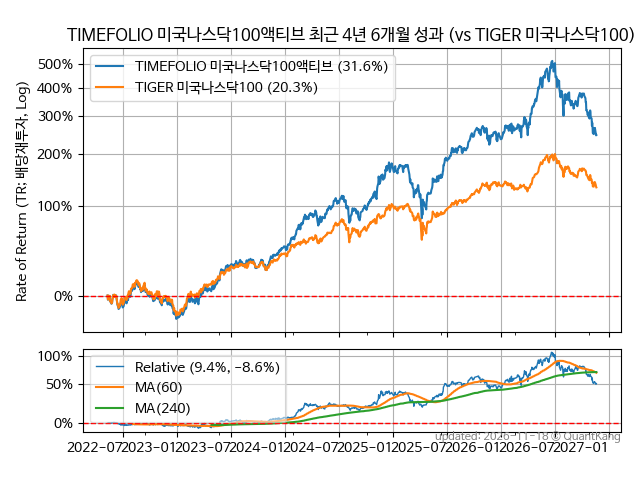 TIMEFOLIO 미국나스닥100액티브 최근 4년 6개월 성과 (vs TIGER 미국나스닥100)
Rate of Return (TR: 배당재투자, Log)
500%
400%
300%
200%
100%
0%
TIMEFOLIO 미국나스닥100액티브 (31.6%)
TIGER 미국나스닥100 (20.3%)
100%
50%
0%
Relative (9.4%, -8.6%)
MA(60)
MA(240)
2022-07
2023-01
2023-07
2024-01
2024-07
2025-01
2025-07
2026-01
2026-07
2027-01
updated: 2026-11-18 © QuantKang